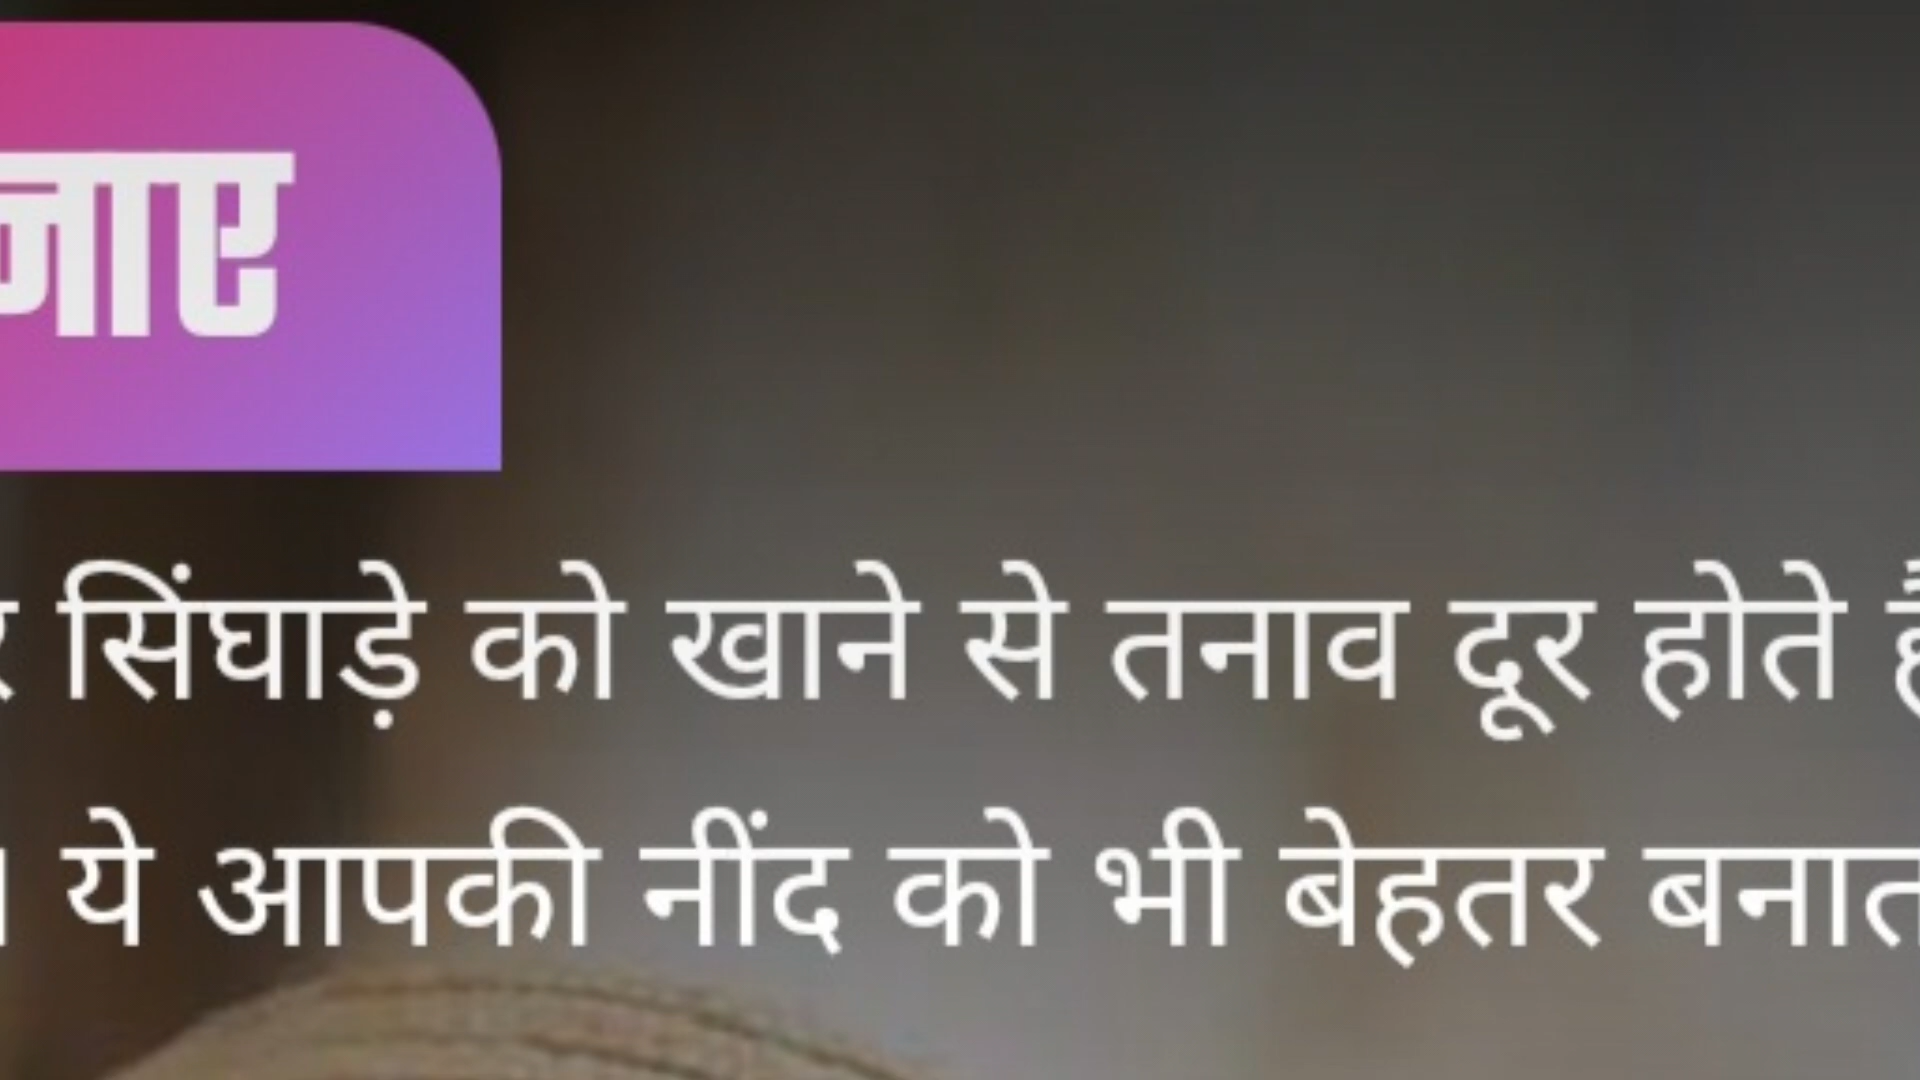 सिंघाड़े को खाने से तनाव दूर होते
। ये आपकी नींद को भी बेहतर